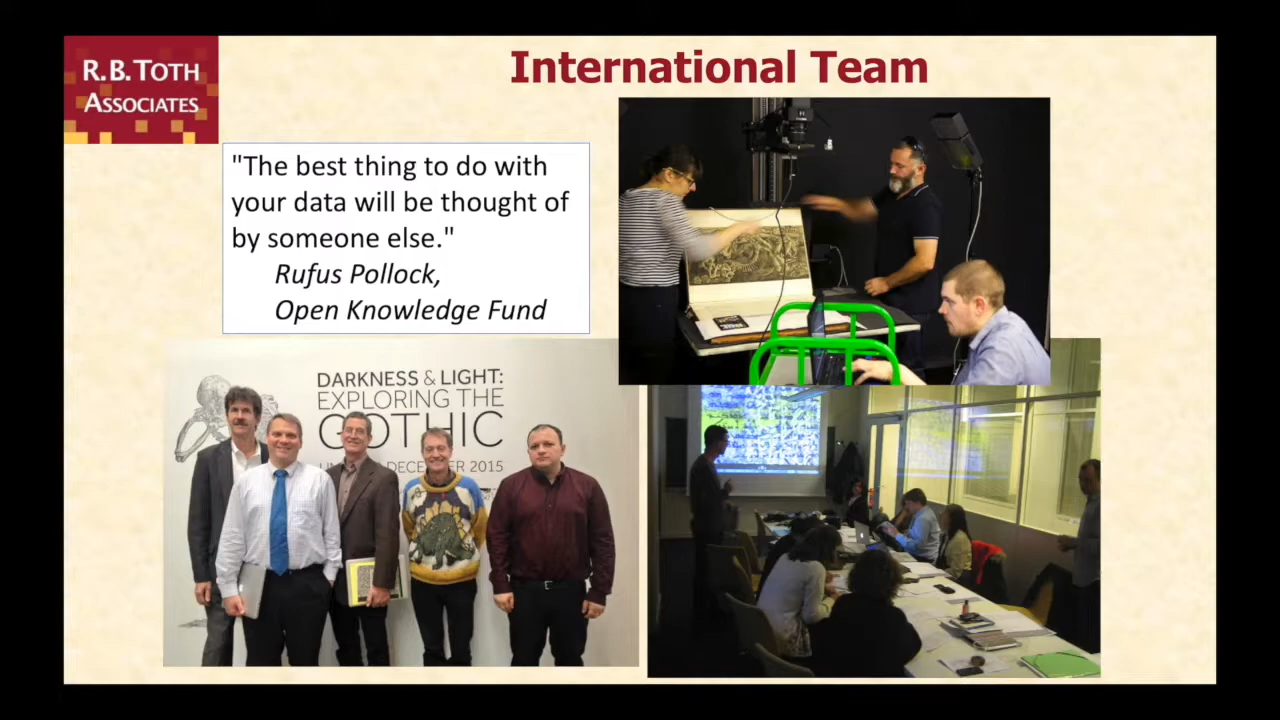 R.B. TOTH
ASSOCIATES
International Team
"The best thing to do with
your data will be thought of
by someone else."
Rufus Pollock,
Open Knowledge Fund
DARKNESS & LIGHT:
EXPLORING THE
GOTHIC
DECEMBER 2015